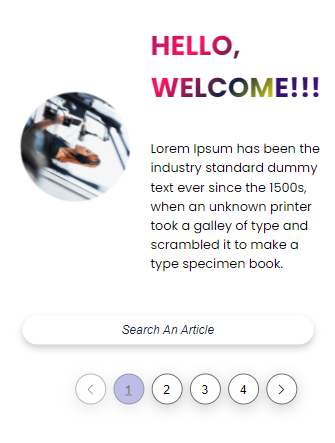 HELLO,
WELCOME!!!
Lorem Ipsum has been the
industry standard dummy
text ever since the 1500s,
when an unknown printer
took a galley of type and
scrambled it to make a
type specimen book.
Search An Article
1 2 3 4